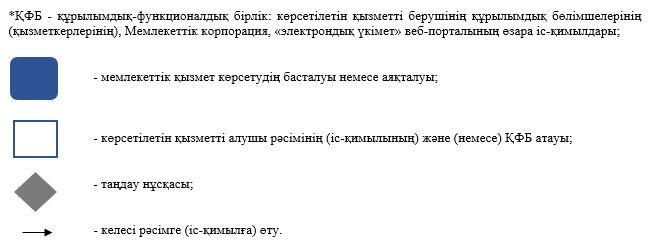 *ҚФБ - құрылымдық-функционалдық бірлік: көрсетілетін қызметті берушінің құрылымдық бөлімшелерінің
(қызметкерлерінің), Мемлекеттік корпорация, «электрондық үкімет» веб-порталының өзара іс-қимылдары;
- мемлекеттік қызмет көрсетудің басталуы немесе аяқталуы;
- көрсетілетін қызметті алушы рәсімінің (іс-қимылының) және (немесе) ҚФБ атауы;
- таңдау нұсқасы;
- келесі рәсімге (іс-қимылға) өту.